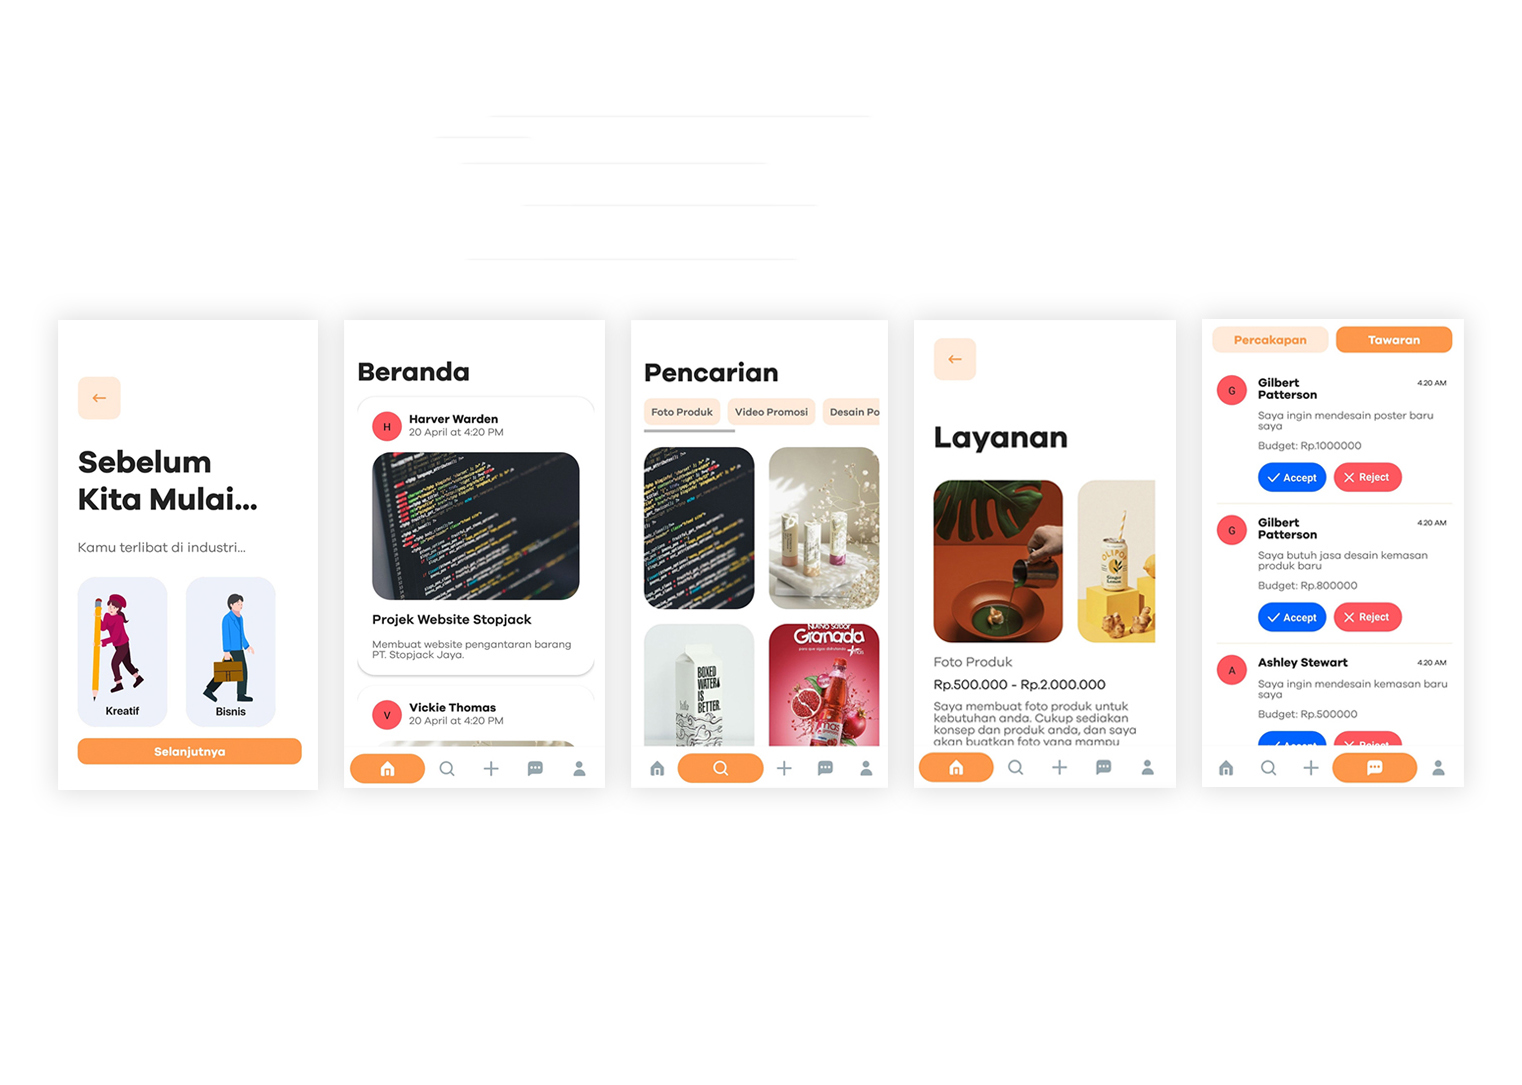 Sebelum
Kita Mulai...
Kamu terlibat di industri...
Kreatif
Bisnis
Selanjutnya
Beranda
H
Harver Warden
20 April at 4:20 PM
Projek Website Stopjack
Membuat website pengantaran barang
PT. Stopjack Jaya.
V
Vickie Thomas
20 April at 4:20 PM
Pencarian
Foto Produk
Video Promosi
Desain Po
BOXED
WATER
IS
BETTER.
Granada
Layanan
OLIPOP
Ginger
Lemon
Foto Produk
Rp.500.000 - Rp.2.000.000
Saya membuat foto produk untuk
kebutuhan anda. Cukup sediakan
konsep dan produk anda, dan saya
akan buatkan foto yang mampu
Percakapan
Tawaran
G
Gilbert
Patterson
4.20 AM
Saya ingin mendesain poster baru
saya
Budget: Rp.1000000
Accept
Reject
G
Gilbert
Patterson
4.20 AM
Saya butuh jasa desain kemasan
produk baru
Budget: Rp.800000
Accept
Reject
A
Ashley Stewart
4.20 AM
Saya ingin mendesain kemasan baru
saya
Budget: Rp.500000
Accept
Reject